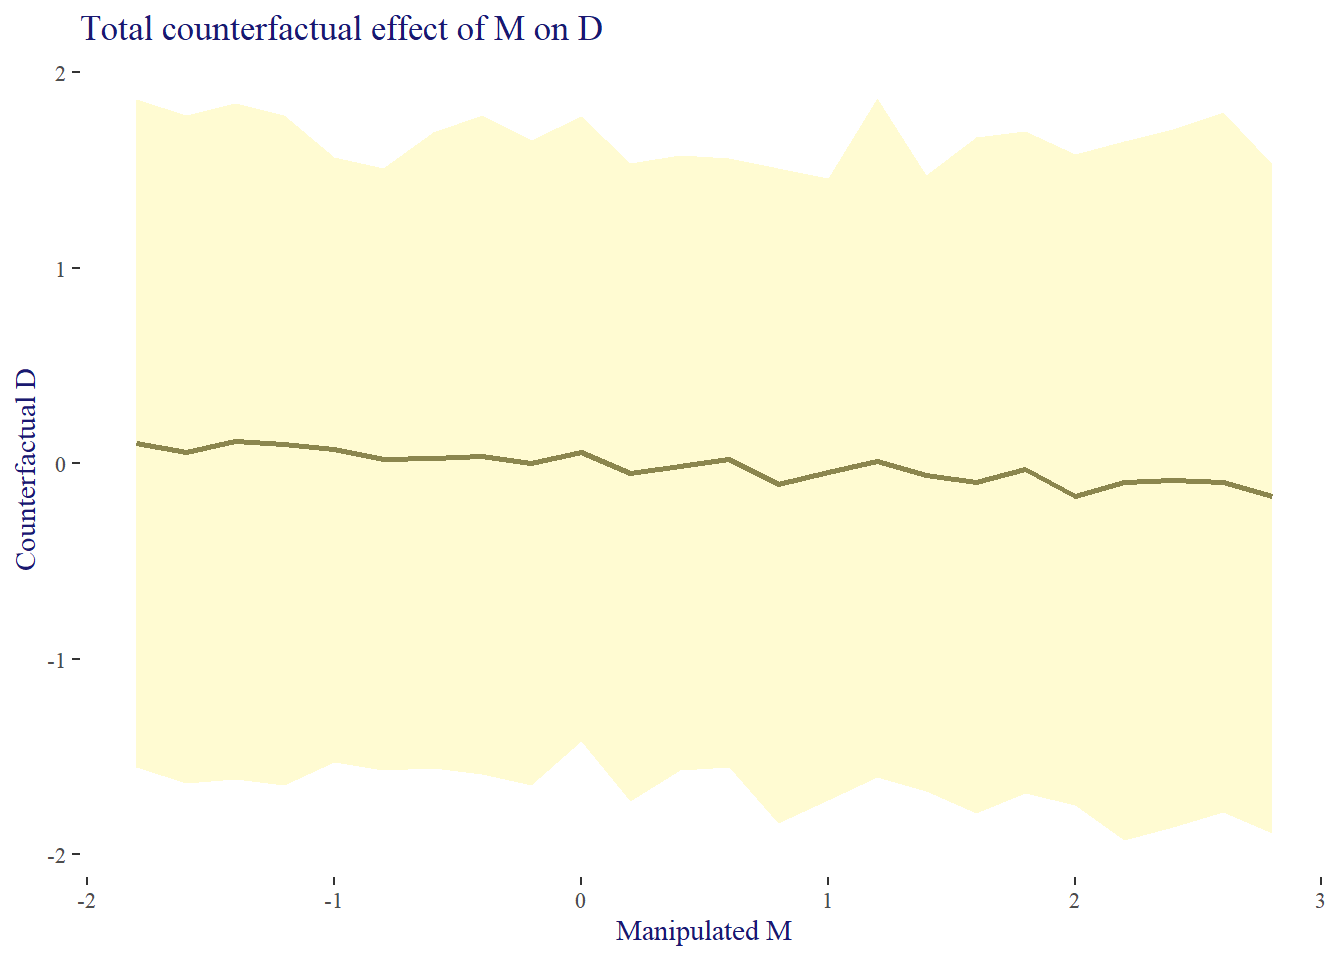 Total counterfactual effect of M on D
2
1
0
-1
-2
Counterfactual D
-2 -1 0 1 2 3
Manipulated M